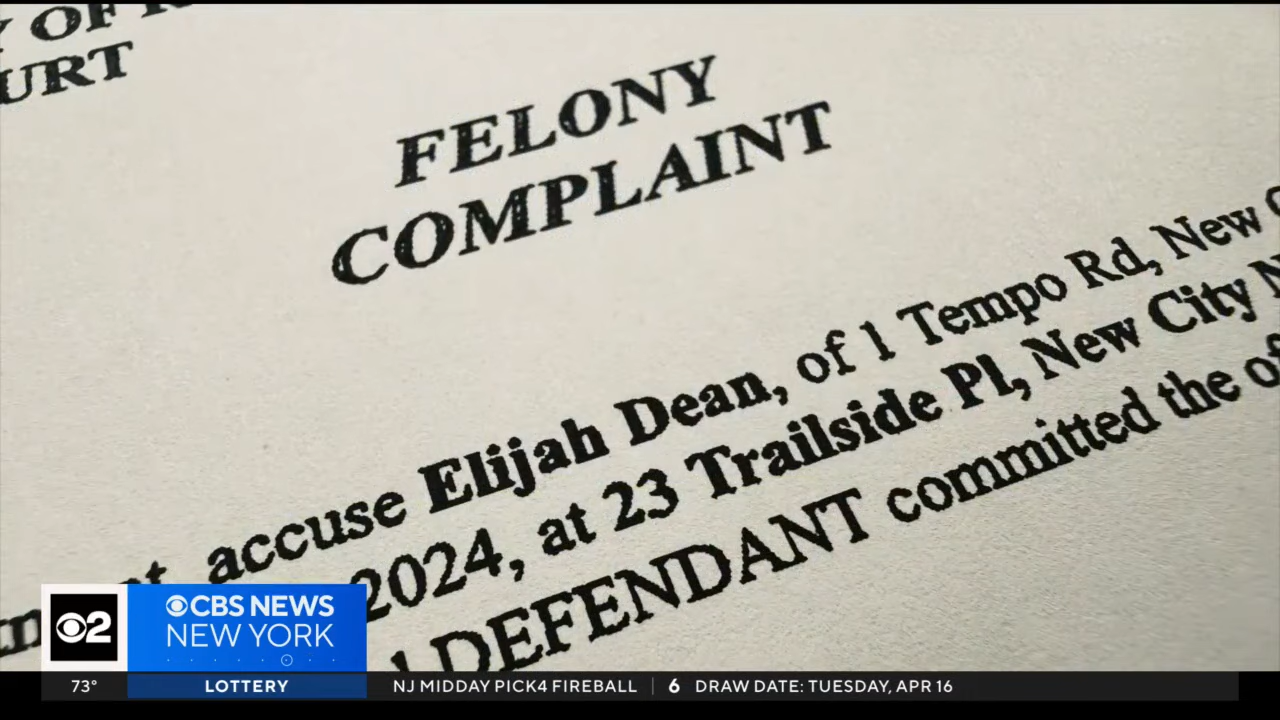 Y OF
URT
FELONY
COMPLAINT
accuse Elijah Dean, of 1 Tempo Rd, New
2024, at 23 Trailside Pl, New City
DEFENDANT committed the
2
CBS NEWS
NEW YORK
73°
LOTTERY
NJ MIDDAY PICK4 FIREBALL
6
DRAW DATE: TUESDAY, APR 16